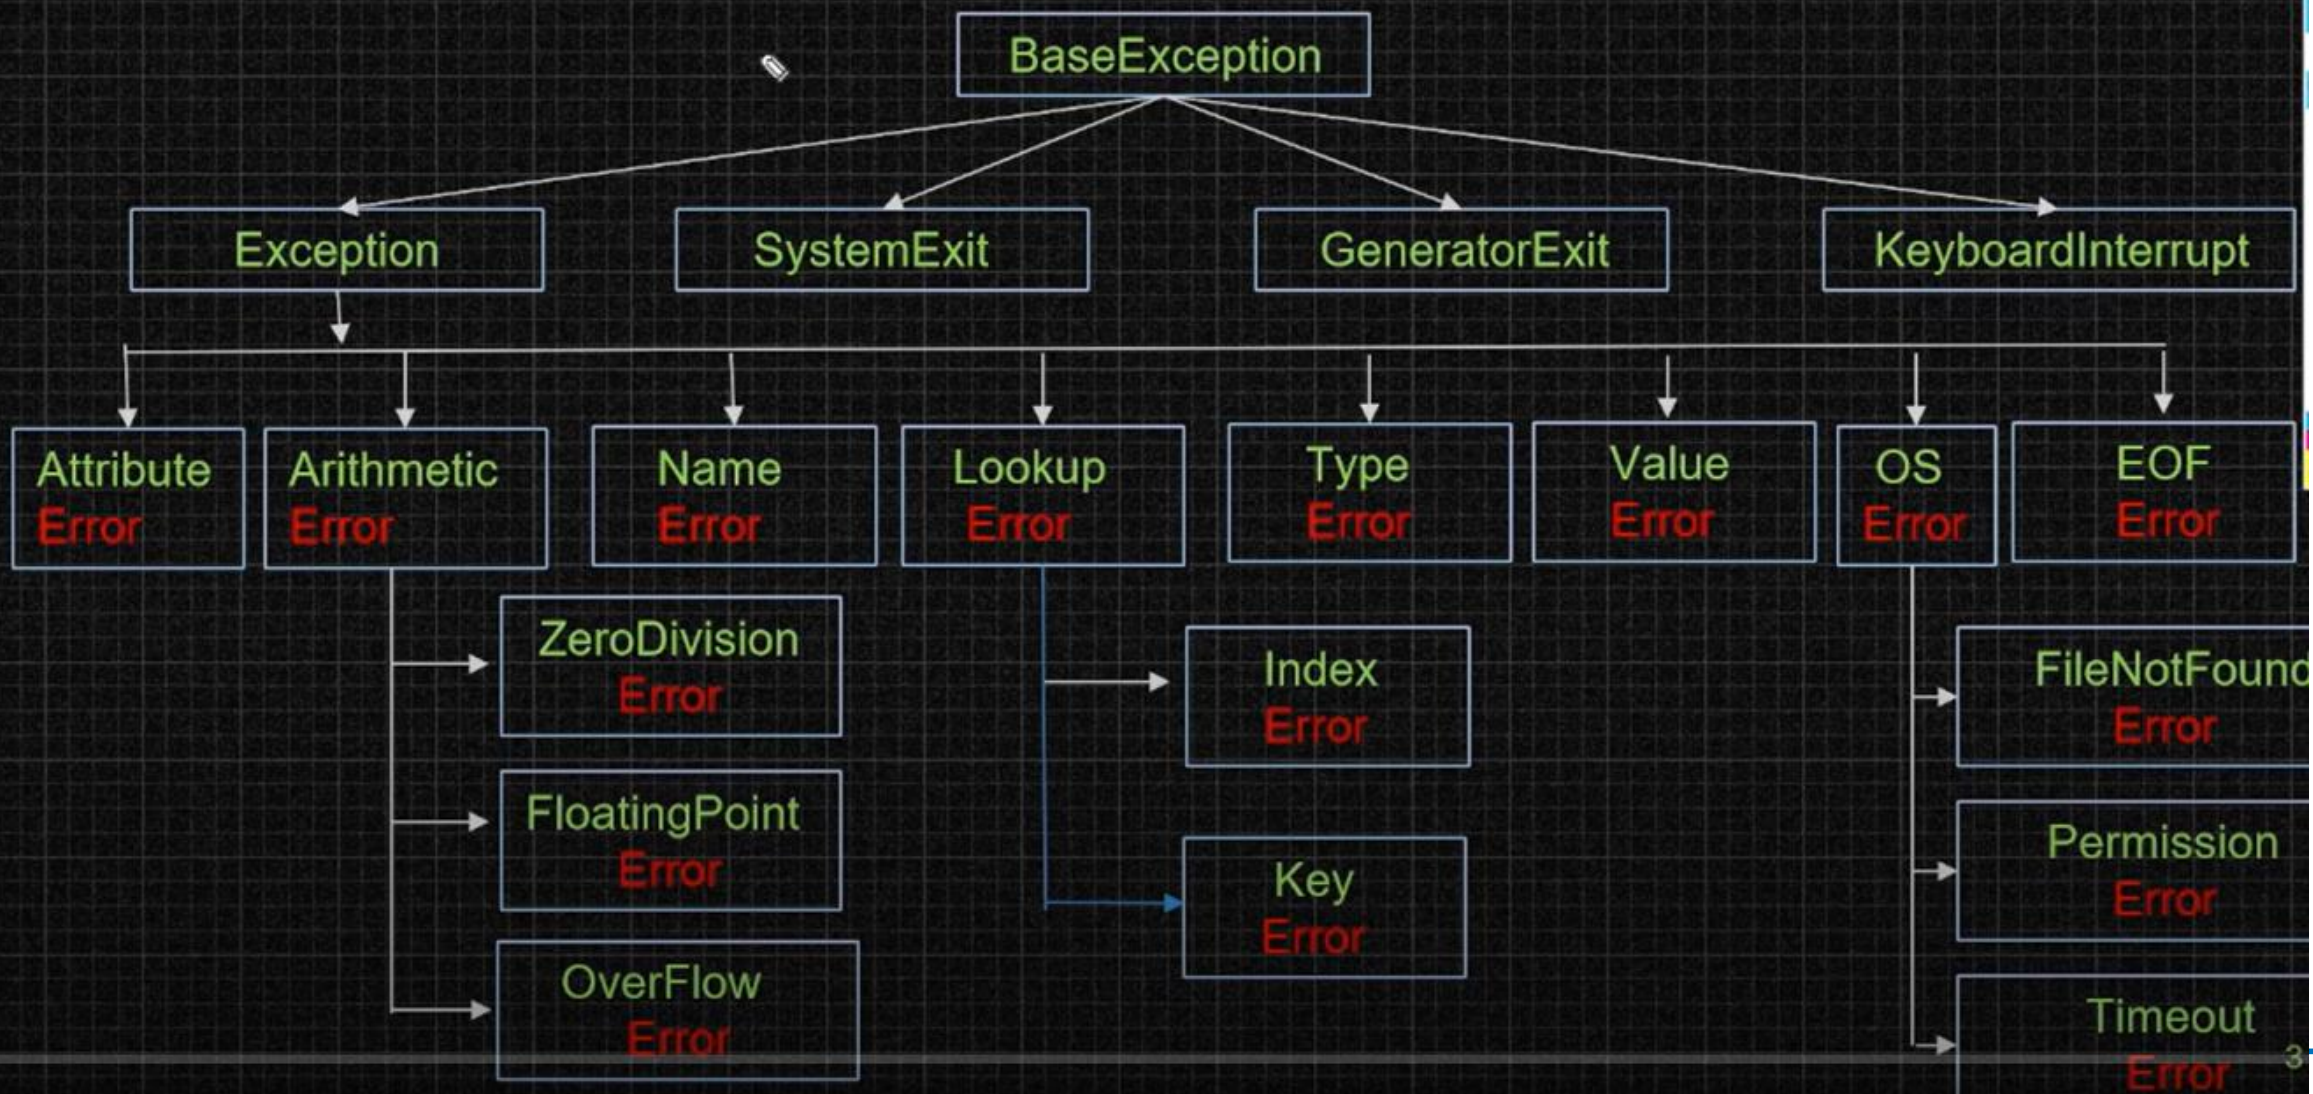 BaseException
Exception
SystemExit
GeneratorExit
KeyboardInterrupt
Attribute
Error
Arithmetic
Error
Name
Error
Lookup
Error
Type
Error
Value
Error
OS
Error
EOF
Error
ZeroDivision
Error
FloatingPoint
Error
OverFlow
Error
Index
Error
Key
Error
FileNotFound
Error
Permission
Error
Timeout
Error
3